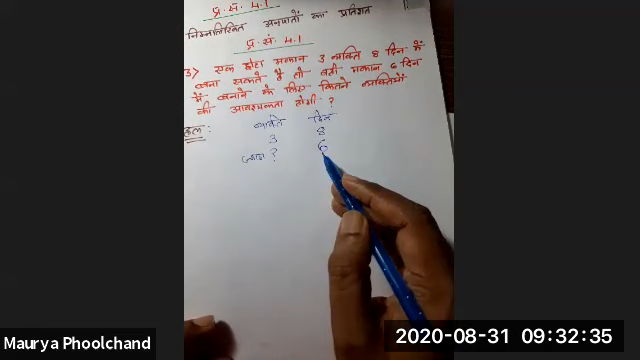 प्र. सं. 4.1
निम्नलिखित अनुपातों का प्रतिशत
प्र. सं. 4.1
3) एक छोटा मकान 3 व्यक्ति 8 दिन में
बना सकते है तो वही मकान 6 दिन
में बनाने के लिए कितने व्यक्तियों
की आवश्यकता होगी ?
हल:
व्यक्ति दिन
3 8
? 6
Maurya Phoolchand
2020-08-31 09:32:35